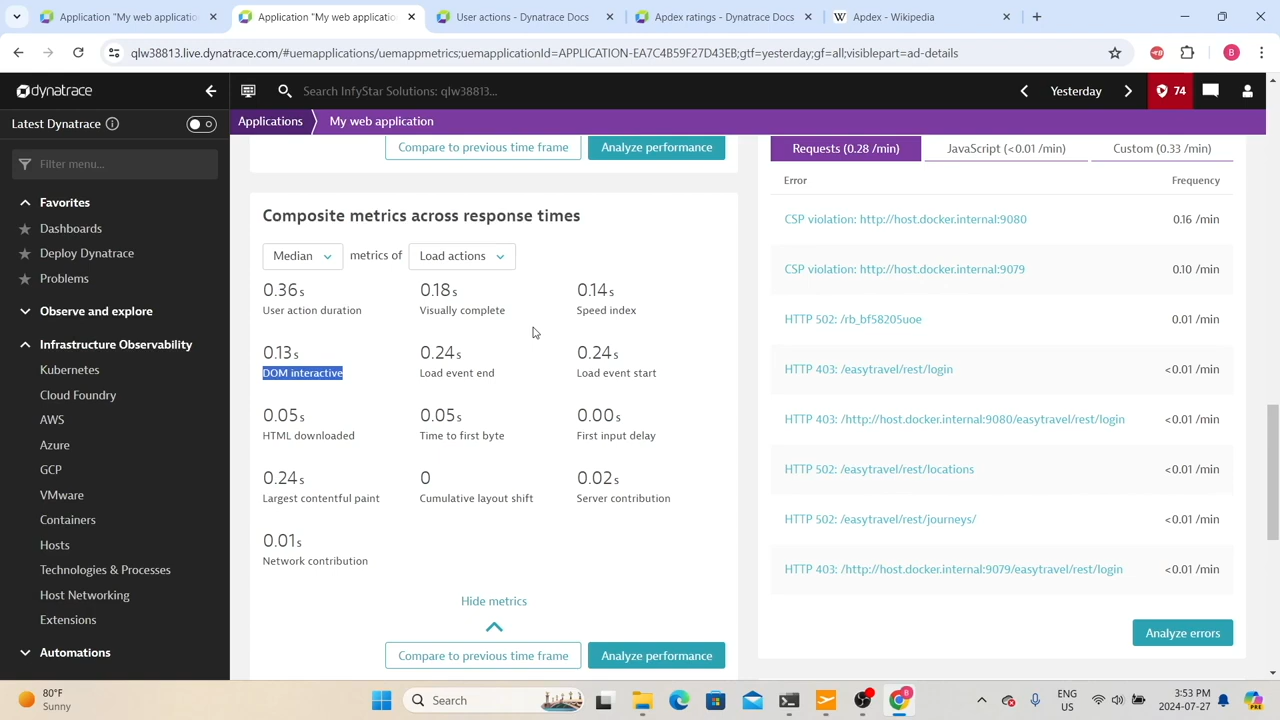 Application "My web applicatio
Application "My web applicatio
User actions - Dynatrace Docs
Apdex ratings - Dynatrace Docs
Apdex - Wikipedia
qlw38813.live.dynatrace.com/#uemapplications/uemappmetrics;uemapplicationId=APPLICATION-EA7C4B59F27D43EB;gtf=yesterday;gf=all;visiblepart=ad-details
B
dynatrace
Search InfyStar Solutions: qlw38813...
Yesterday
74
Latest Dynatrace
Applications
My web application
Filter menu...
Favorites
Dashboards
Deploy Dynatrace
Problems
Observe and explore
Infrastructure Observability
Kubernetes
Cloud Foundry
AWS
Azure
GCP
VMware
Containers
Hosts
Technologies & Processes
Host Networking
Extensions
Automations
Compare to previous time frame
Analyze performance
Composite metrics across response times
Median
metrics of
Load actions
0.36 s
User action duration
0.18 s
Visually complete
0.14 s
Speed index
0.13 s
DOM interactive
0.24 s
Load event end
0.24 s
Load event start
0.05 s
HTML downloaded
0.05 s
Time to first byte
0.00 s
First input delay
0.24 s
Largest contentful paint
0
Cumulative layout shift
0.02 s
Server contribution
0.01 s
Network contribution
Hide metrics
Compare to previous time frame
Analyze performance
Requests (0.28 /min)
JavaScript (<0.01 /min)
Custom (0.33 /min)
Error
Frequency
CSP violation: http://host.docker.internal:9080
0.16 /min
CSP violation: http://host.docker.internal:9079
0.10 /min
HTTP 502: /rb_bf58205uoe
0.01 /min
HTTP 403: /easytravel/rest/login
<0.01 /min
HTTP 403: /http://host.docker.internal:9080/easytravel/rest/login
<0.01 /min
HTTP 502: /easytravel/rest/locations
<0.01 /min
HTTP 502: /easytravel/rest/journeys/
<0.01 /min
HTTP 403: /http://host.docker.internal:9079/easytravel/rest/login
<0.01 /min
Analyze errors
80°F
Sunny
Search
ENG
US
3:53 PM
2024-07-27